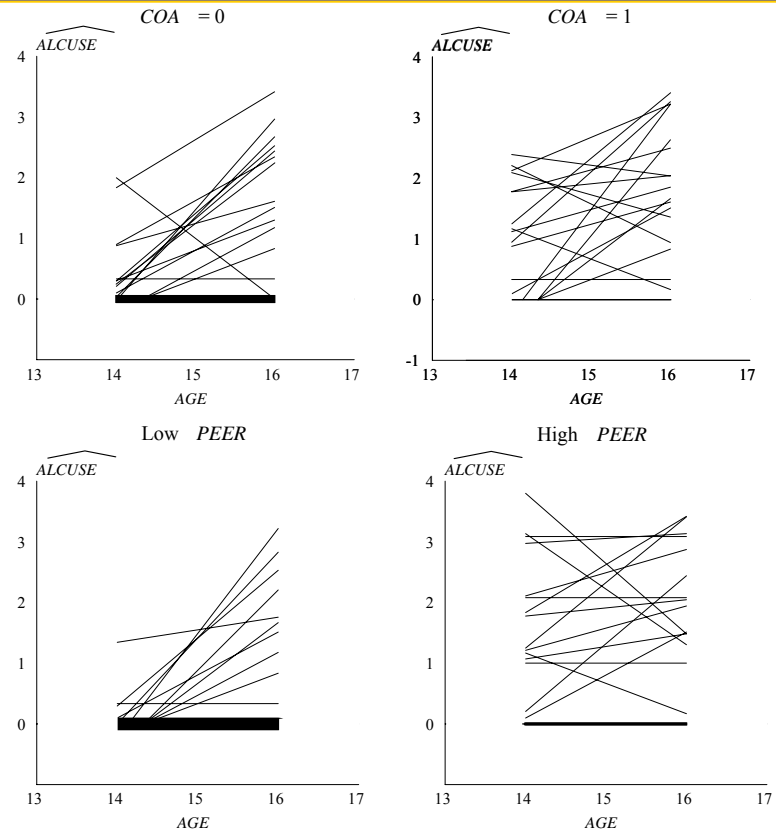 COA = 0
ALCUSE
4
3
2
1
0
13 14 15 16 17
AGE
COA = 1
ALCUSE
4
3
2
1
0
-1
13 14 15 16 17
AGE
Low PEER
ALCUSE
4
3
2
1
0
13 14 15 16 17
AGE
High PEER
ALCUSE
4
3
2
1
0
13 14 15 16 17
AGE